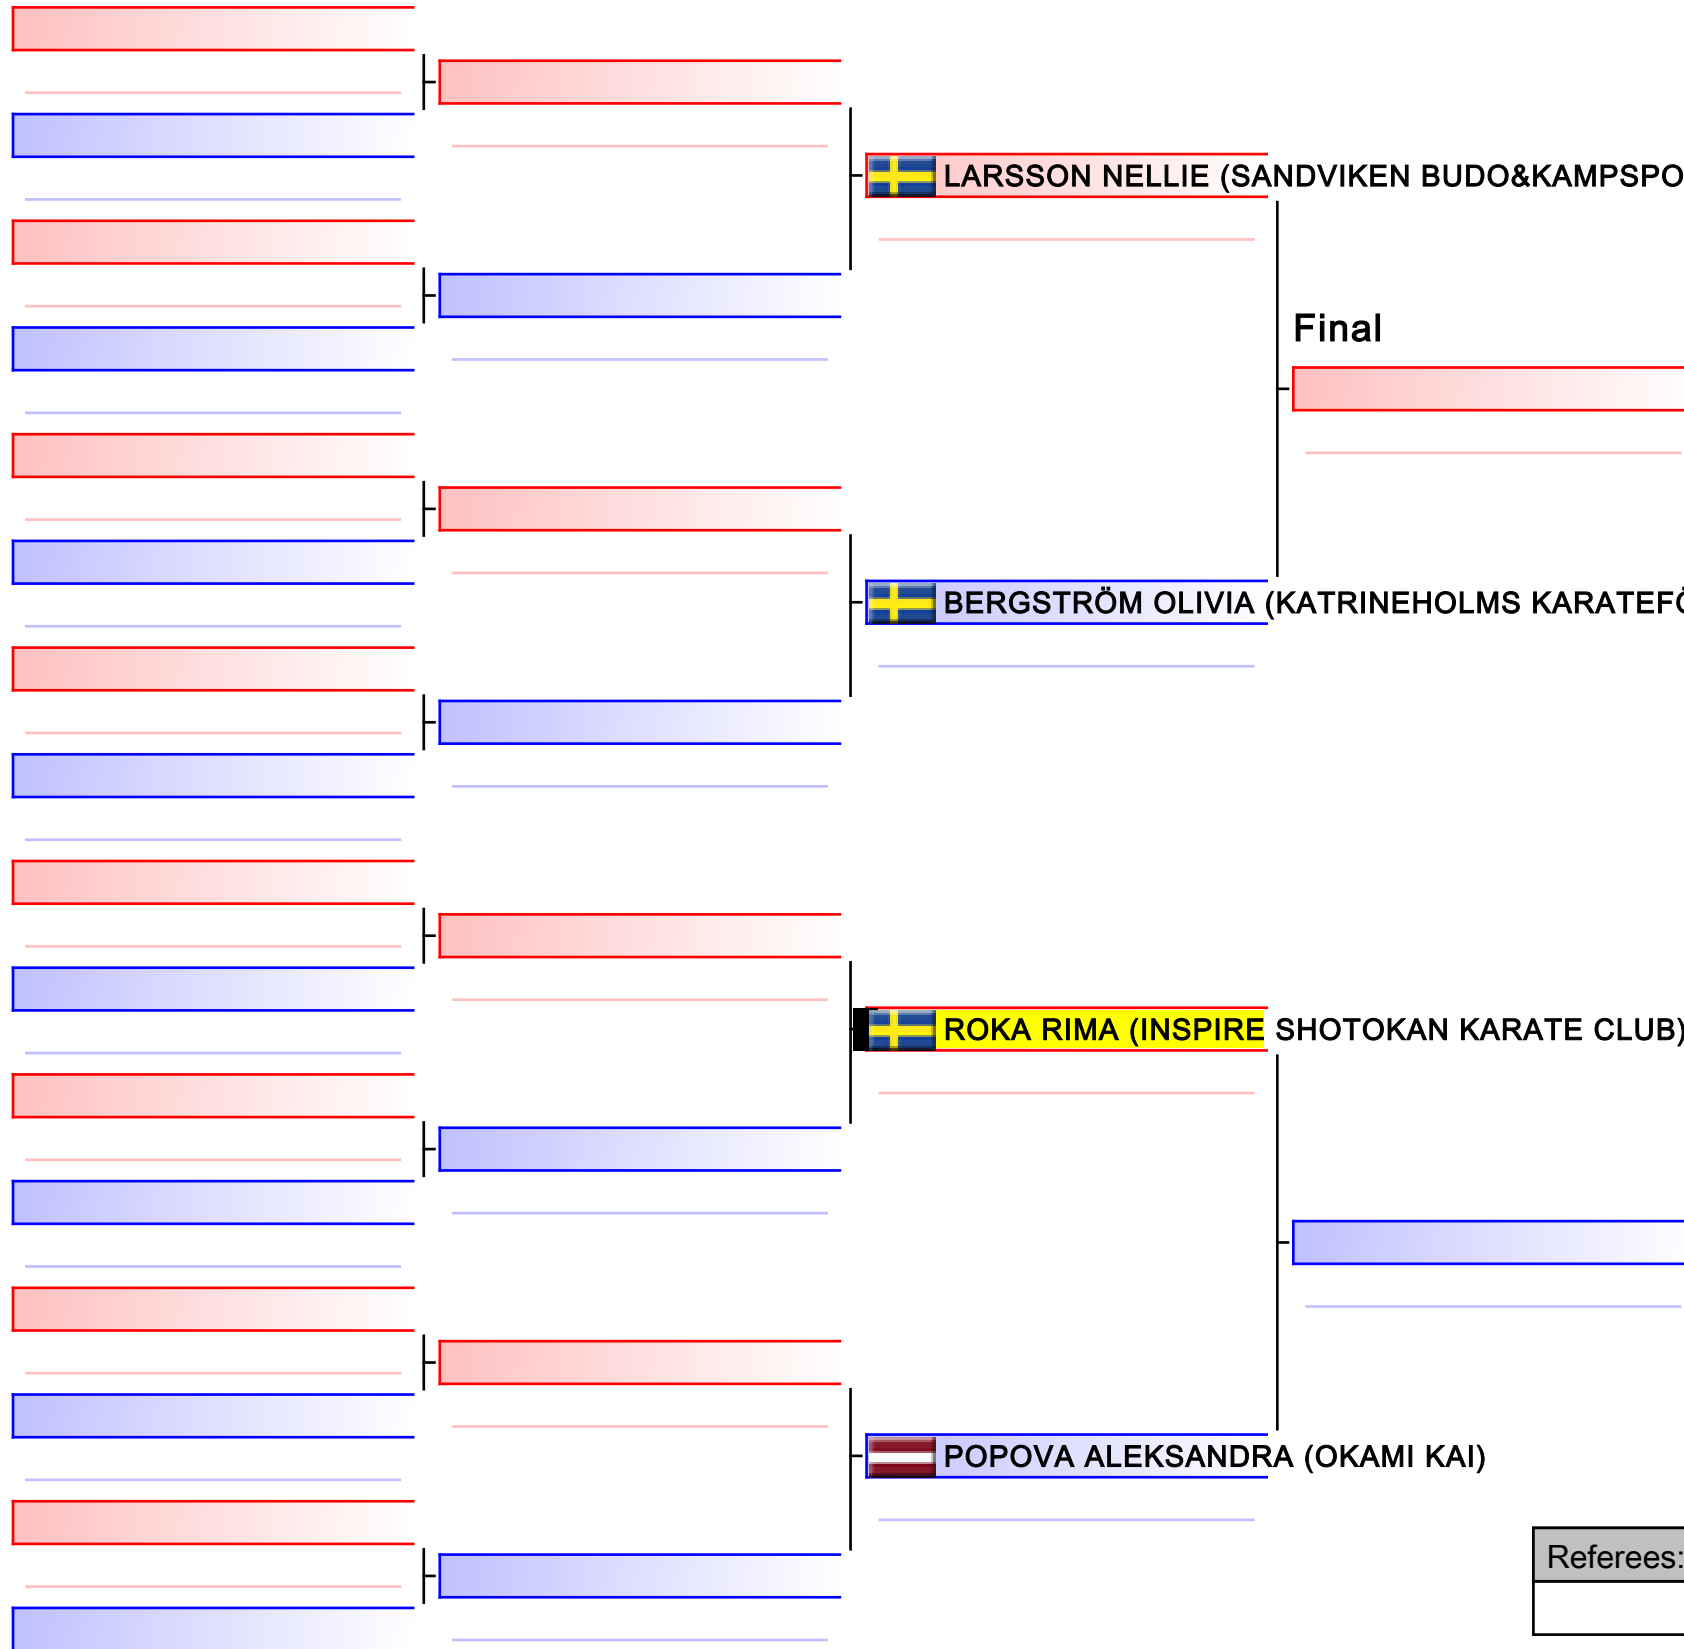 LARSSON NELLIE (SANDVIKEN BUDO&KAMPSPO
Final
BERGSTRÖM OLIVIA (KATRINEHOLMS KARATEFÖ
ROKA RIMA (INSPIRE SHOTOKAN KARATE CLUB)
POPOVA ALEKSANDRA (OKAMI KAI)
Referees: